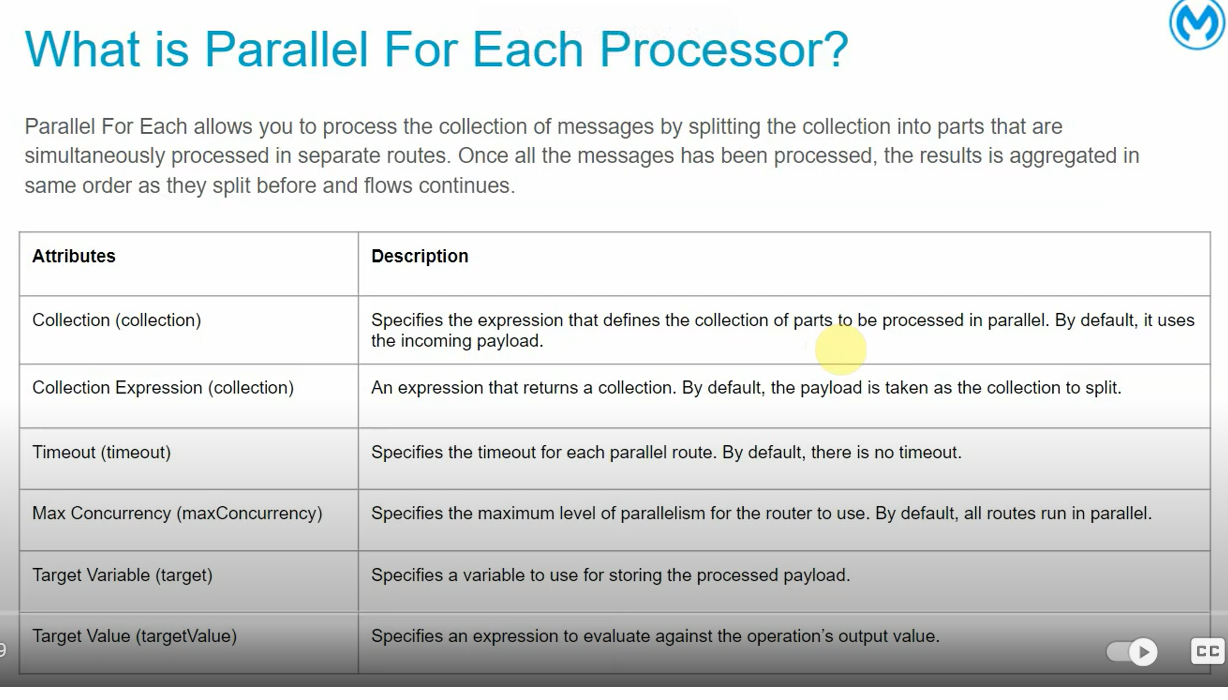 What is Parallel For Each Processor?
Parallel For Each allows you to process the collection of messages by splitting the collection into parts that are
simultaneously processed in separate routes. Once all the messages has been processed, the results is aggregated in
same order as they split before and flows continues.
Attributes
Description
Collection (collection)
Specifies the expression that defines the collection of parts to be processed in parallel. By default, it uses
the incoming payload.
Collection Expression (collection)
An expression that returns a collection. By default, the payload is taken as the collection to split.
Timeout (timeout)
Specifies the timeout for each parallel route. By default, there is no timeout.
Max Concurrency (maxConcurrency)
Specifies the maximum level of parallelism for the router to use. By default, all routes run in parallel.
Target Variable (target)
Specifies a variable to use for storing the processed payload.
Target Value (targetValue)
Specifies an expression to evaluate against the operation’s output value.
9
CC